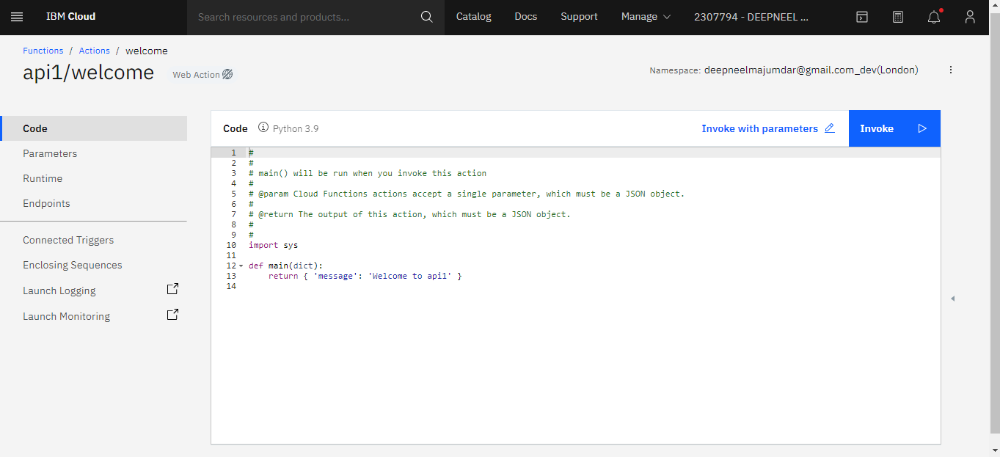 IBM Cloud
Search resources and products...
Catalog
Docs
Support
Manage
2307794 - DEEPNEEL ...
Functions / Actions / welcome
api1/welcome
Web Action
Namespace: deepneelmajumdar@gmail.com_dev(London)
Code
Parameters
Runtime
Endpoints
Connected Triggers
Enclosing Sequences
Launch Logging
Launch Monitoring
Code
Python 3.9
Invoke with parameters
Invoke
1 #
2 #
3 # main() will be run when you invoke this action
4 #
5 # @param Cloud Functions actions accept a single parameter, which must be a JSON object.
6 #
7 # @return The output of this action, which must be a JSON object.
8 #
9 #
10 import sys
11
12 def main(dict):
13     return { 'message': 'Welcome to api1' }
14